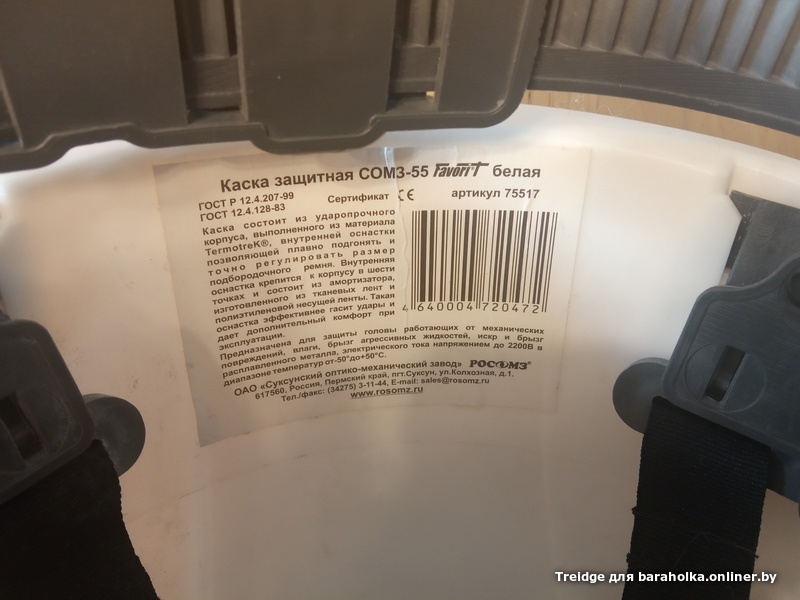 Каска защитная СОМЗ-55 FavoriT белая
ГОСТ Р 12.4.207-99 Сертификат CE артикул 75517
ГОСТ 12.4.128-83
Каска состоит из ударопрочного
корпуса, выполненного из материала
TermotreK®, внутренней оснастки
позволяющей плавно подгонять и
точно регулировать размер
подбородочного ремня. Внутренняя
оснастка крепится к корпусу в шести
точках и состоит из амортизатора,
изготовленного из тканевых лент и
полиэтиленовой несущей ленты. Такая
оснастка эффективнее гасит удары и
дает дополнительный комфорт при
эксплуатации.
4 640004 720472
Предназначена для защиты головы работающих от механических
повреждений, влаги, брызг агрессивных жидкостей, искр и брызг
расплавленного металла, электрического тока напряжением до 2200В в
диапазоне температур от-50°до+50°С.
ОАО «Суксунский оптико-механический завод» РОСОМЗ
617560, Россия, Пермский край, пгт.Суксун, ул.Колхозная, д.1.
Тел./факс: (34275) 3-11-44, E-mail: sales@rosomz.ru
www.rosomz.ru
Treidge для baraholka.onliner.by